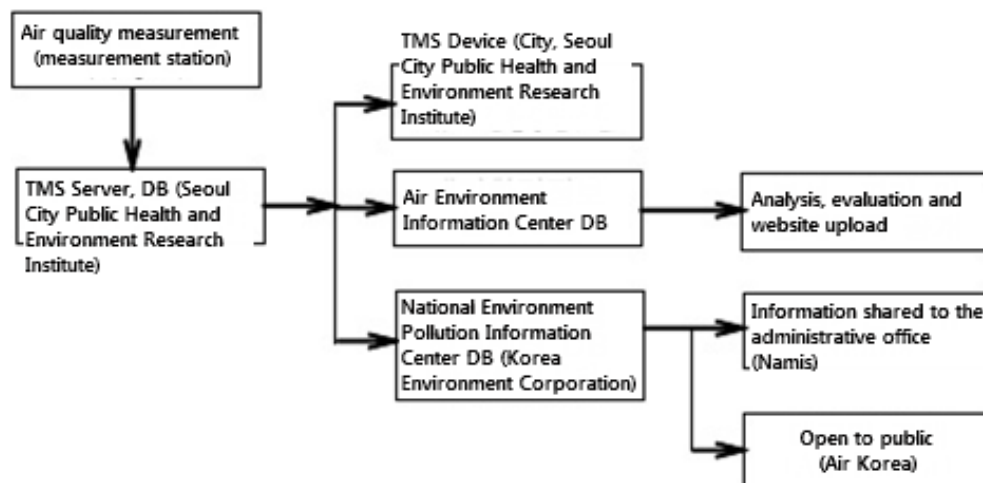 Air quality measurement
(measurement station)
TMS Server, DB (Seoul
City Public Health and
Environment Research
Institute)
TMS Device (City, Seoul
City Public Health and
Environment Research
Institute)
Air Environment
Information Center DB
National Environment
Pollution Information
Center DB (Korea
Environment Corporation)
Analysis, evaluation and
website upload
Information shared to the
administrative office
(Namis)
Open to public
(Air Korea)